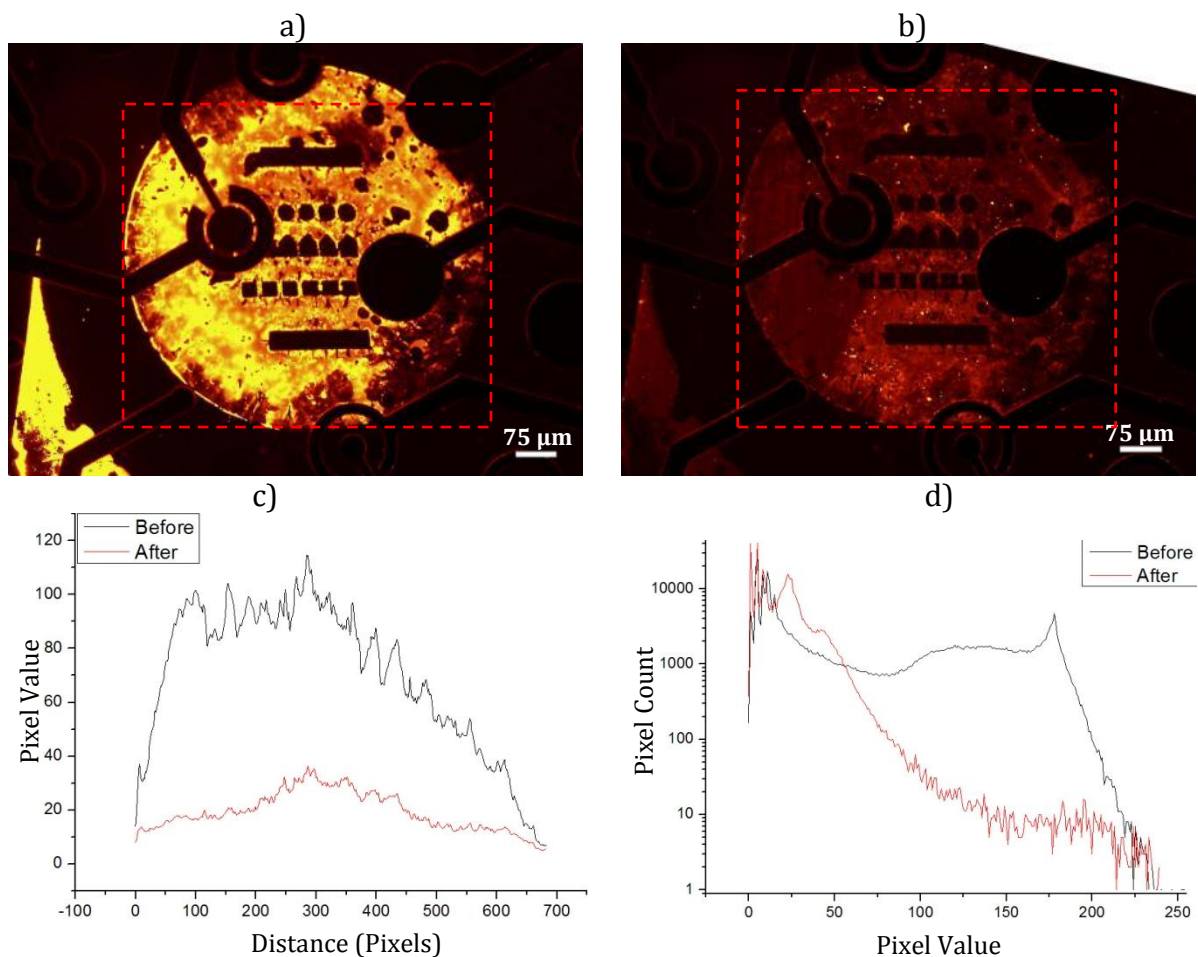 a)
b)
75 µm
75 µm
c)
d)
Before
After
120
100
80
60
40
20
0
Pixel Value
-100
0
100
200
300
400
500
600
700
Distance (Pixels)
Before
After
10000
1000
100
10
1
Pixel Count
0
50
100
150
200
250
Pixel Value